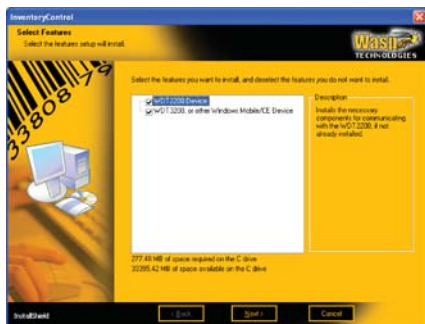 InventoryControl
Select Features
Select the features setup will install.
Wasp
TECHNOLOGIES
Select the features you want to install, and deselect the features you do not want to install.
WDT2200 Device
WDT3200, or other Windows Mobile/CE Device
Description
Installs the necessary
components for communicating
with the WDT2200, if not
already installed.
33808 79
277.48 MB of space required on the C drive
33395.42 MB of space available on the C drive
InstallShield
< Back
Next >
Cancel